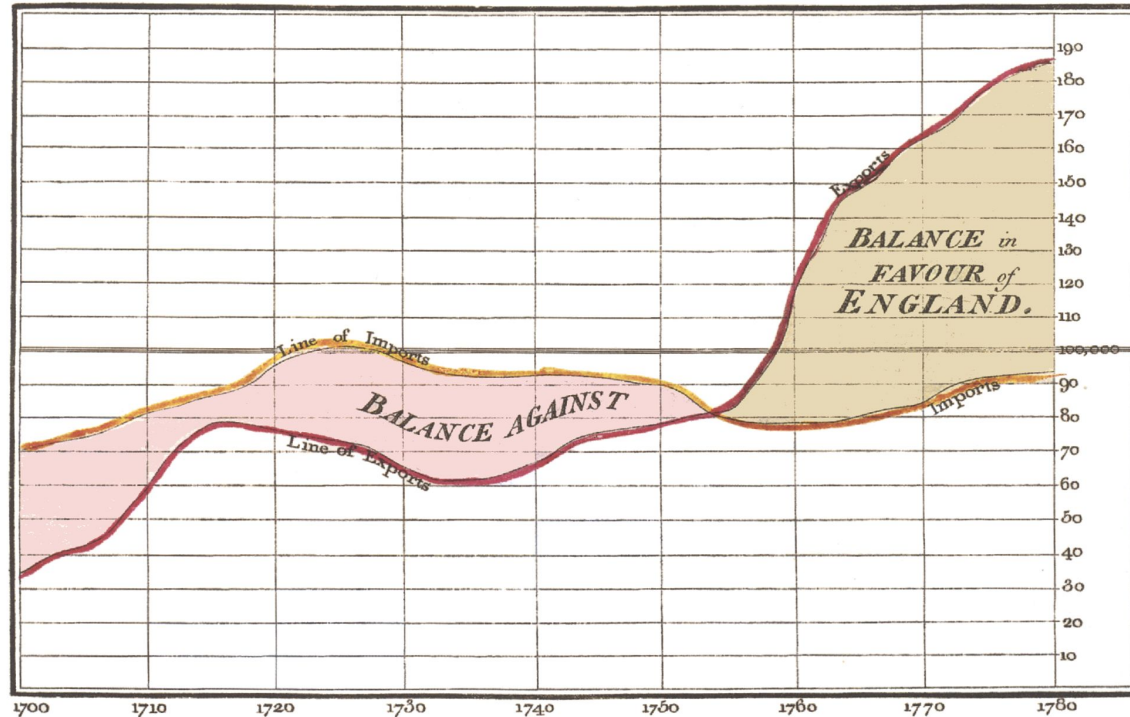 190
180
170
160
150
140
130
120
110
100,000
90
80
70
60
50
40
30
20
10
Exports
BALANCE in
FAVOUR of
ENGLAND.
Line of Imports
BALANCE AGAINST
Imports
Line of Exports
1700 1710 1720 1730 1740 1750 1760 1770 1780